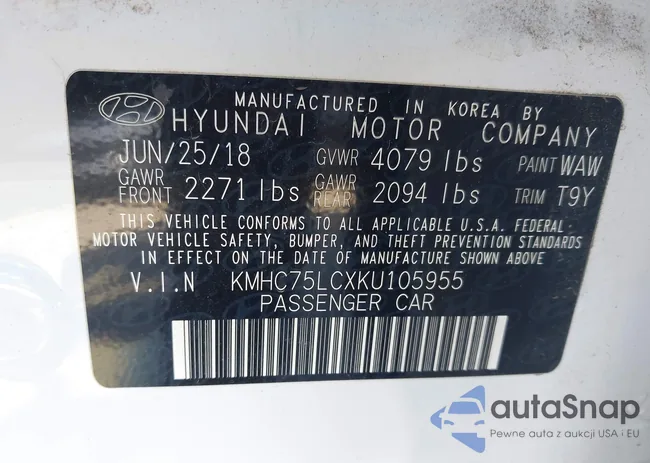 MANUFACTURED IN KOREA BY
HYUNDAI MOTOR COMPANY
JUN/25/18 GVWR 4079 lbs PAINT WAW
GAWR FRONT 2271 lbs GAWR REAR 2094 lbs TRIM T9Y
THIS VEHICLE CONFORMS TO ALL APPLICABLE U.S.A. FEDERAL
MOTOR VEHICLE SAFETY, BUMPER, AND THEFT PREVENTION STANDARDS
IN EFFECT ON THE DATE OF MANUFACTURE SHOWN ABOVE.
V.I.N KMHC75LCXKU105955
PASSENGER CAR
autaSnap
Pewne auta z aukcji USA i EU